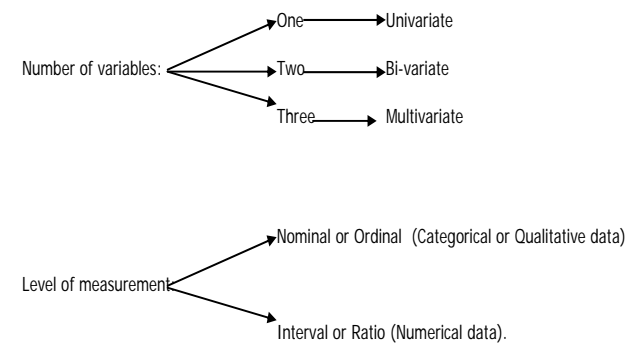 One Univariate
Number of variables: Two Bi-variate
Three Multivariate
Nominal or Ordinal (Categorical or Qualitative data)
Level of measurement:
Interval or Ratio (Numerical data).